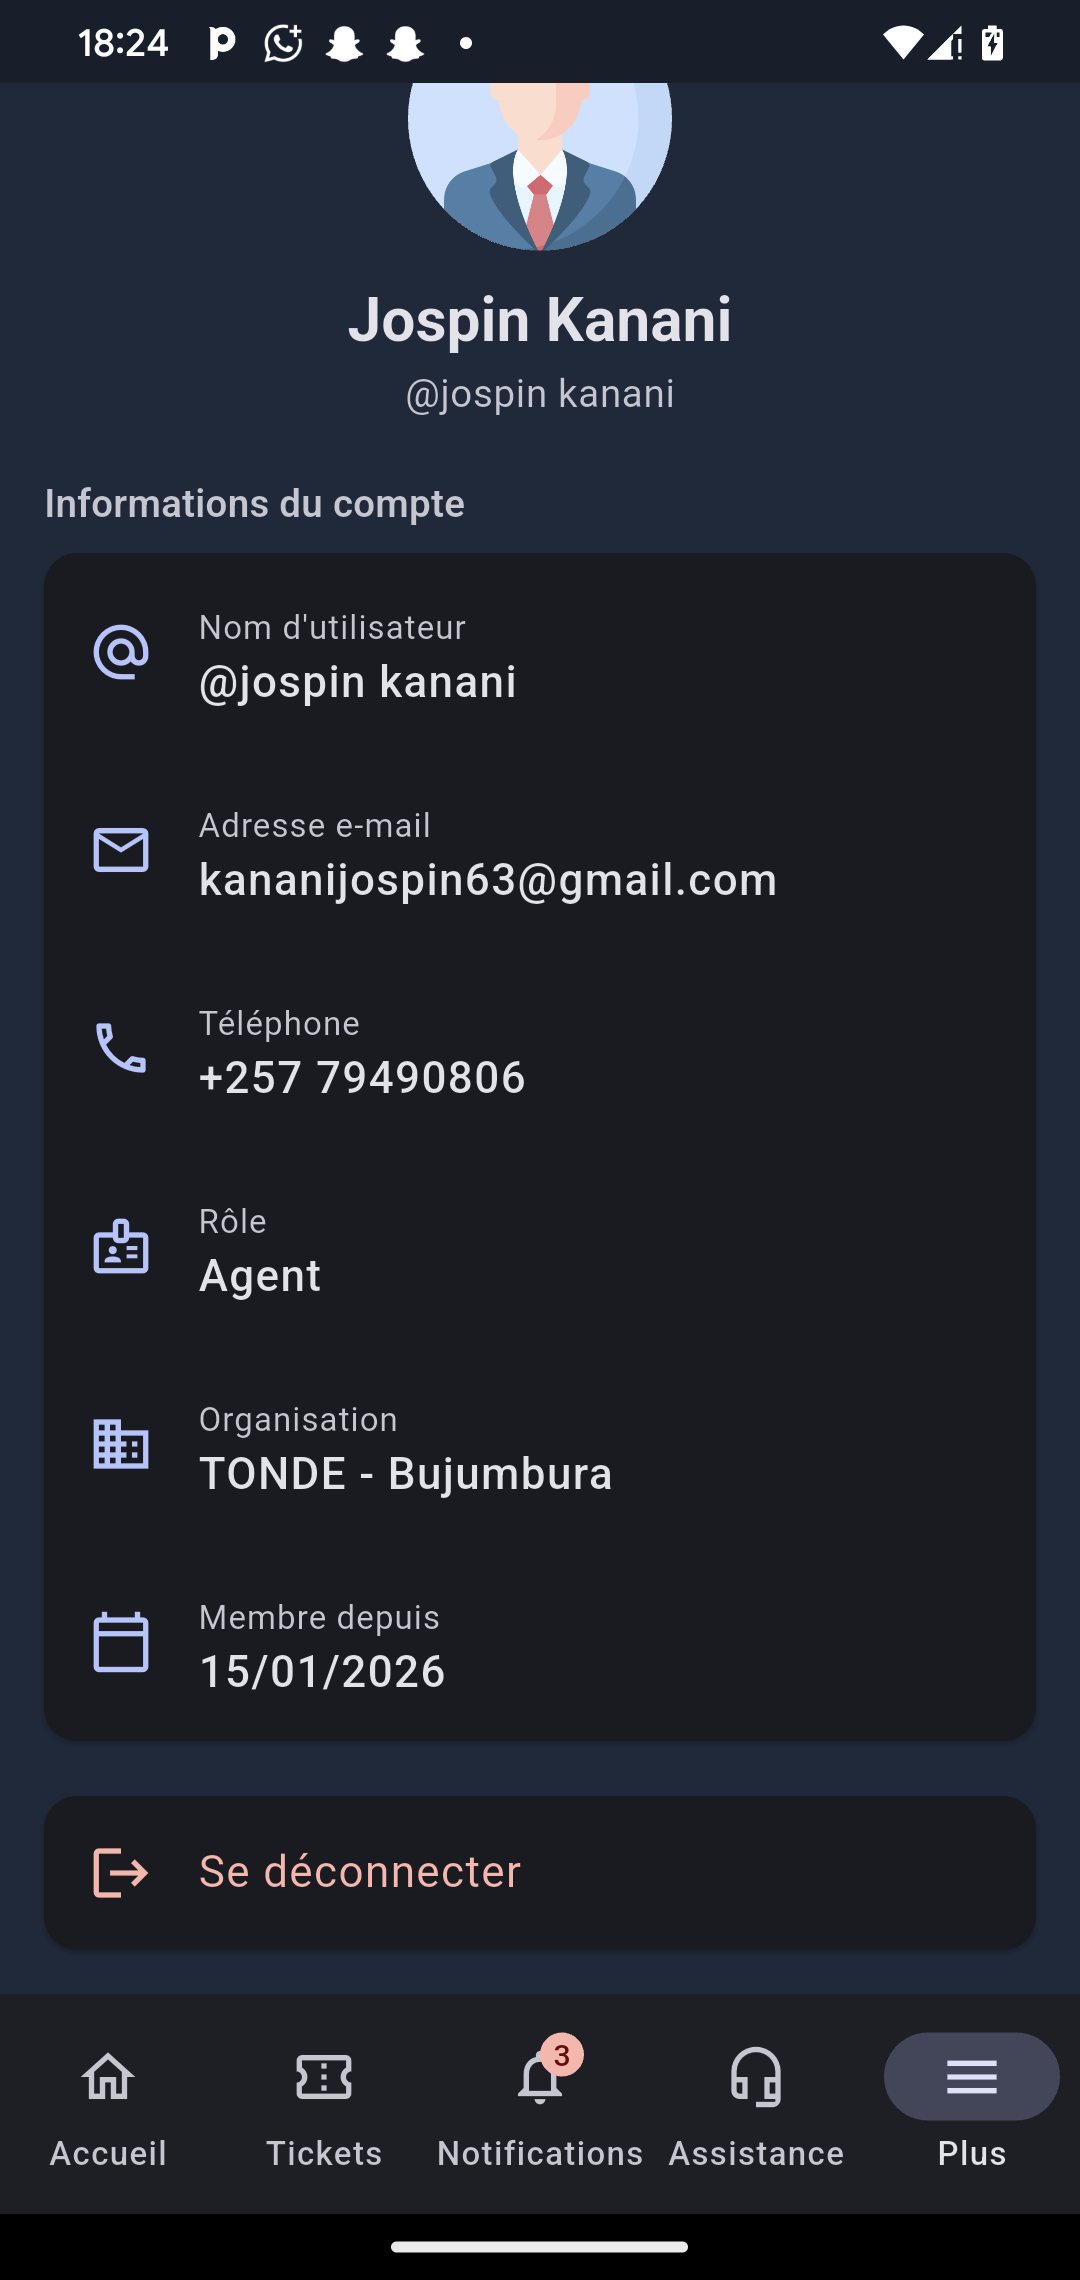 18:24
Jospin Kanani
@jospin kanani
Informations du compte
Nom d'utilisateur
@jospin kanani
Adresse e-mail
kananijospin63@gmail.com
Téléphone
+257 79490806
Rôle
Agent
Organisation
TONDE - Bujumbura
Membre depuis
15/01/2026
Se déconnecter
3
Accueil
Tickets
Notifications
Assistance
Plus